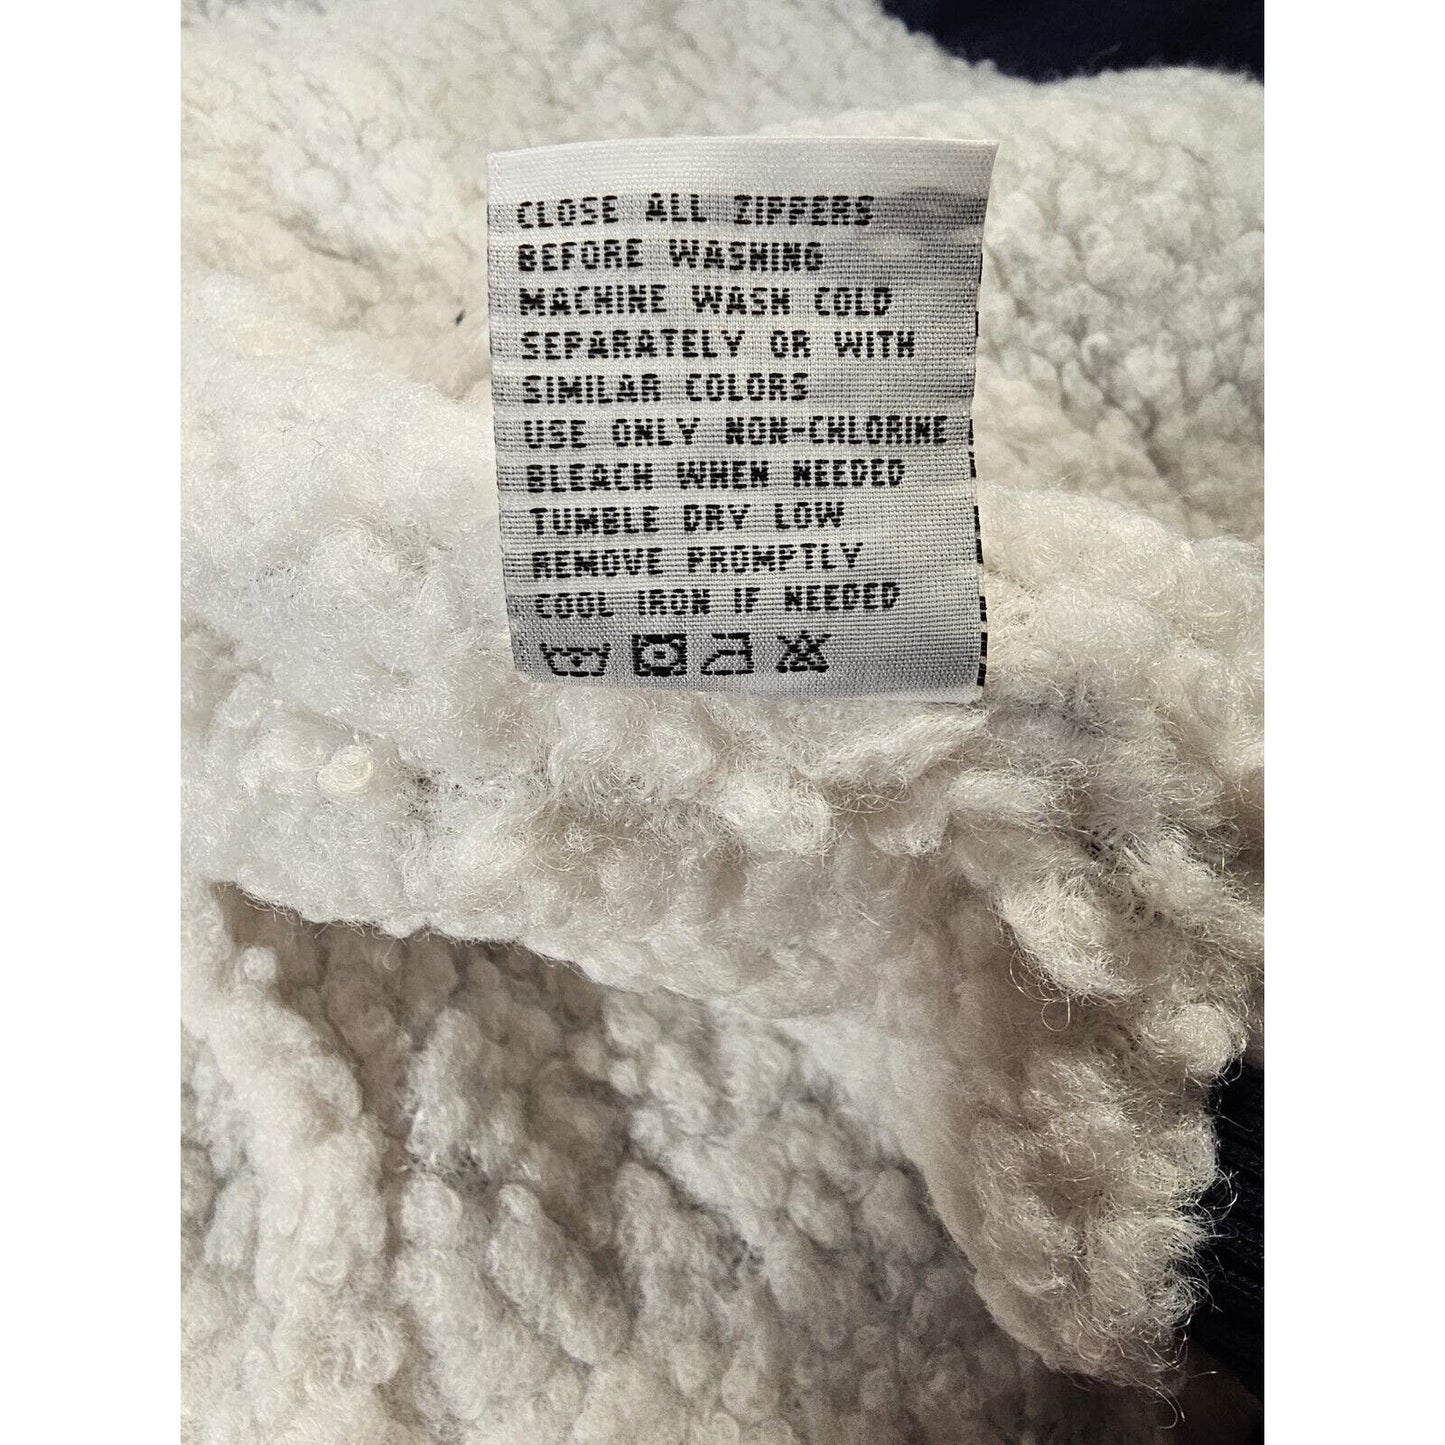 CLOSE ALL ZIPPERS
BEFORE WASHING
MACHINE WASH COLD
SEPARATELY OR WITH
SIMILAR COLORS
USE ONLY NON-CHLORINE
BLEACH WHEN NEEDED
TUMBLE DRY LOW
REMOVE PROMPTLY
COOL IRON IF NEEDED